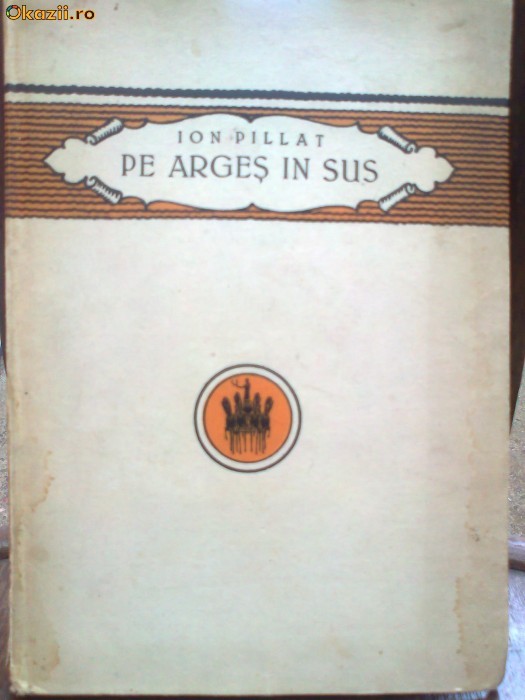 Okazii.ro
ION PILLAT
PE ARGEȘ IN SUS